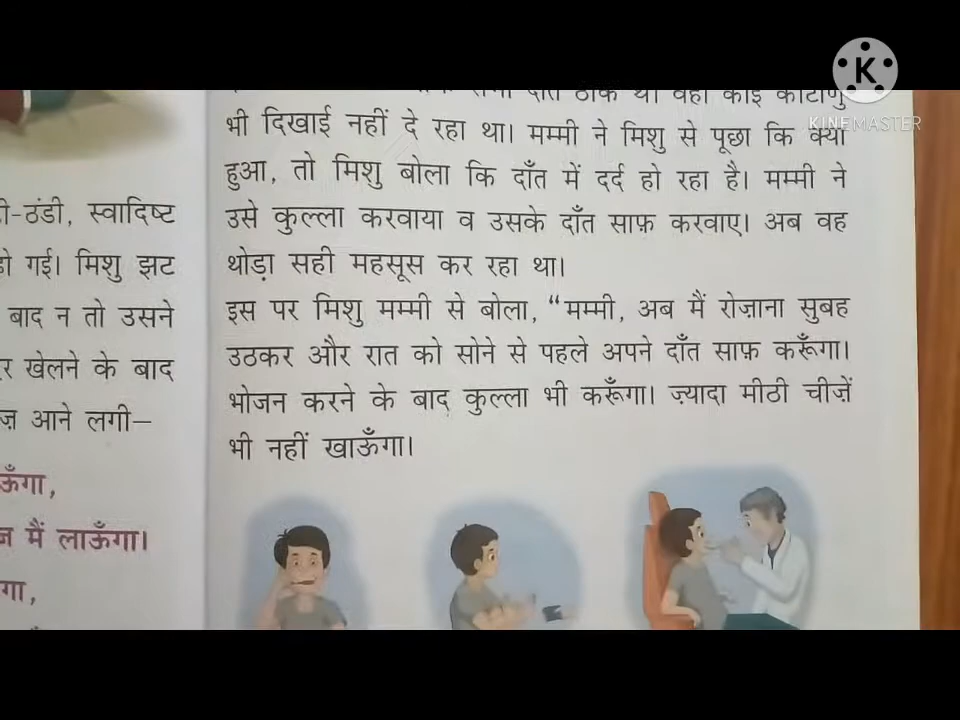 KINEMASTER
ठीक था। वहाँ कोई कीटाणु
भी दिखाई नहीं दे रहा था। मम्मी ने मिशु से पूछा कि क्या
हुआ, तो मिशु बोला कि दाँत में दर्द हो रहा है। मम्मी ने
उसे कुल्ला करवाया व उसके दाँत साफ़ करवाए। अब वह
थोड़ा सही महसूस कर रहा था।
इस पर मिशु मम्मी से बोला, “मम्मी, अब मैं रोज़ाना सुबह
उठकर और रात को सोने से पहले अपने दाँत साफ़ करूँगा।
भोजन करने के बाद कुल्ला भी करूँगा। ज़्यादा मीठी चीज़ें
भी नहीं खाऊँगा।
-ठंडी, स्वादिष्ट
गई। मिशु झट
बाद न तो उसने
खेलने के बाद
आने लगी—
मैं लाऊँगा।